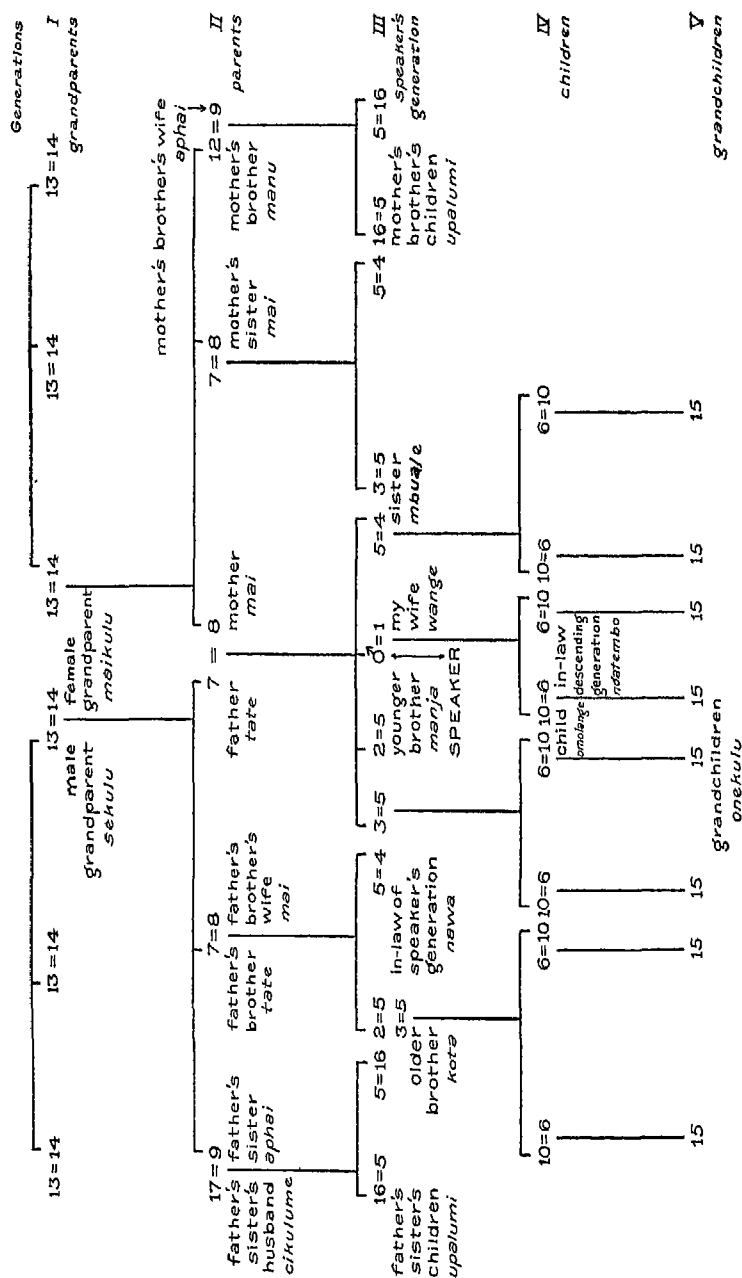 Generations
I
grandparents
13=14
13=14
13=14
13=14
13=14
13=14
13=14
male
grandparent
sekulu
female
grandparent
maikulu
II
parents
17=9
father's
sister's
husband
cikulume
father's
sister
aphai
7=8
father's
brother
tate
father's
brother's
wife
mai
7
=
8
father
tate
mother
mai
7=8
mother's
sister
mai
mother's brother's wife
aphai
12=9
mother's
brother
manu
III
speaker's
generation
16=5
father's
sister's
children
upalumi
5=16
2=5
3=5
older
brother
kota
5=4
in-law of
speaker's
generation
nawa
3=5
2=5
younger
brother
manja
♂=1
SPEAKER
my
wife
wange
5=4
3=5
sister
5=4
16=5
mother's
brother's
children
upalumi
5=16
IV
children
10=6
6=10
10=6
6=10
10=6
child
omolange
6=10
in-law
descending
generation
ndatembo
10=6
6=10
V
grandchildren
15
15
15
15
15
15
15
15
grandchildren
onekulu